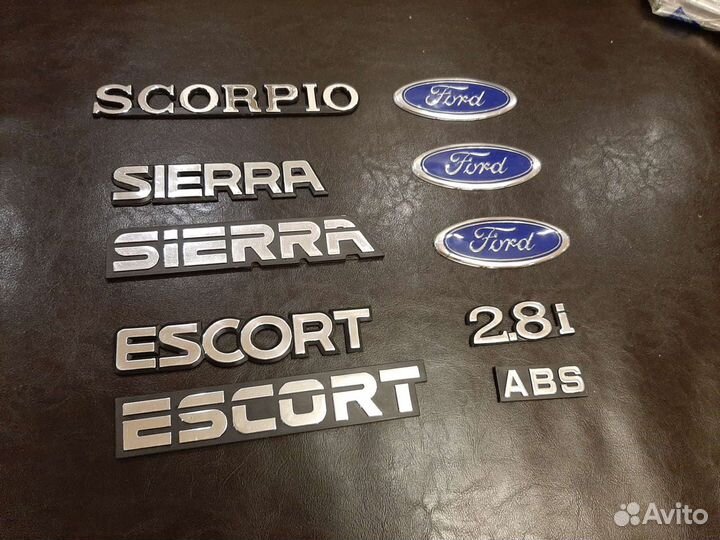 SCORPIO
Ford
SIERRA
Ford
SIERRA
Ford
ESCORT
2.8i
ESCORT
ABS
Avito